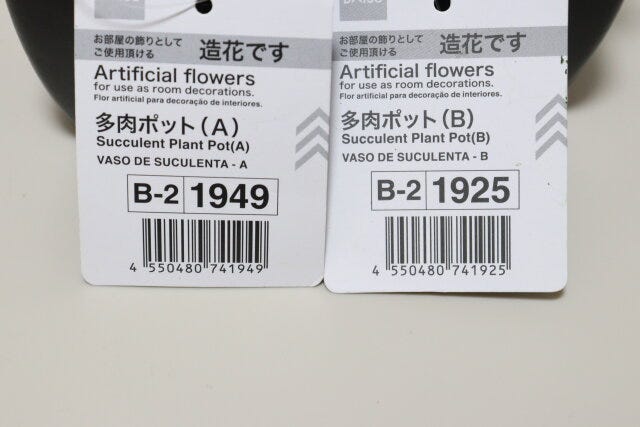 お部屋の飾りとして
ご使用頂ける
造花です
Artificial flowers
for use as room decorations.
Flor artificial para decoração de interiores.
多肉ポット(A)
Succulent Plant Pot(A)
VASO DE SUCULENTA - A
B-2 1949
4 550480 741949
お部屋の飾りとして
ご使用頂ける
造花です
Artificial flowers
for use as room decorations.
Flor artificial para decoração de interiores.
多肉ポット(B)
Succulent Plant Pot(B)
VASO DE SUCULENTA - B
B-2 1925
4 550480 741925